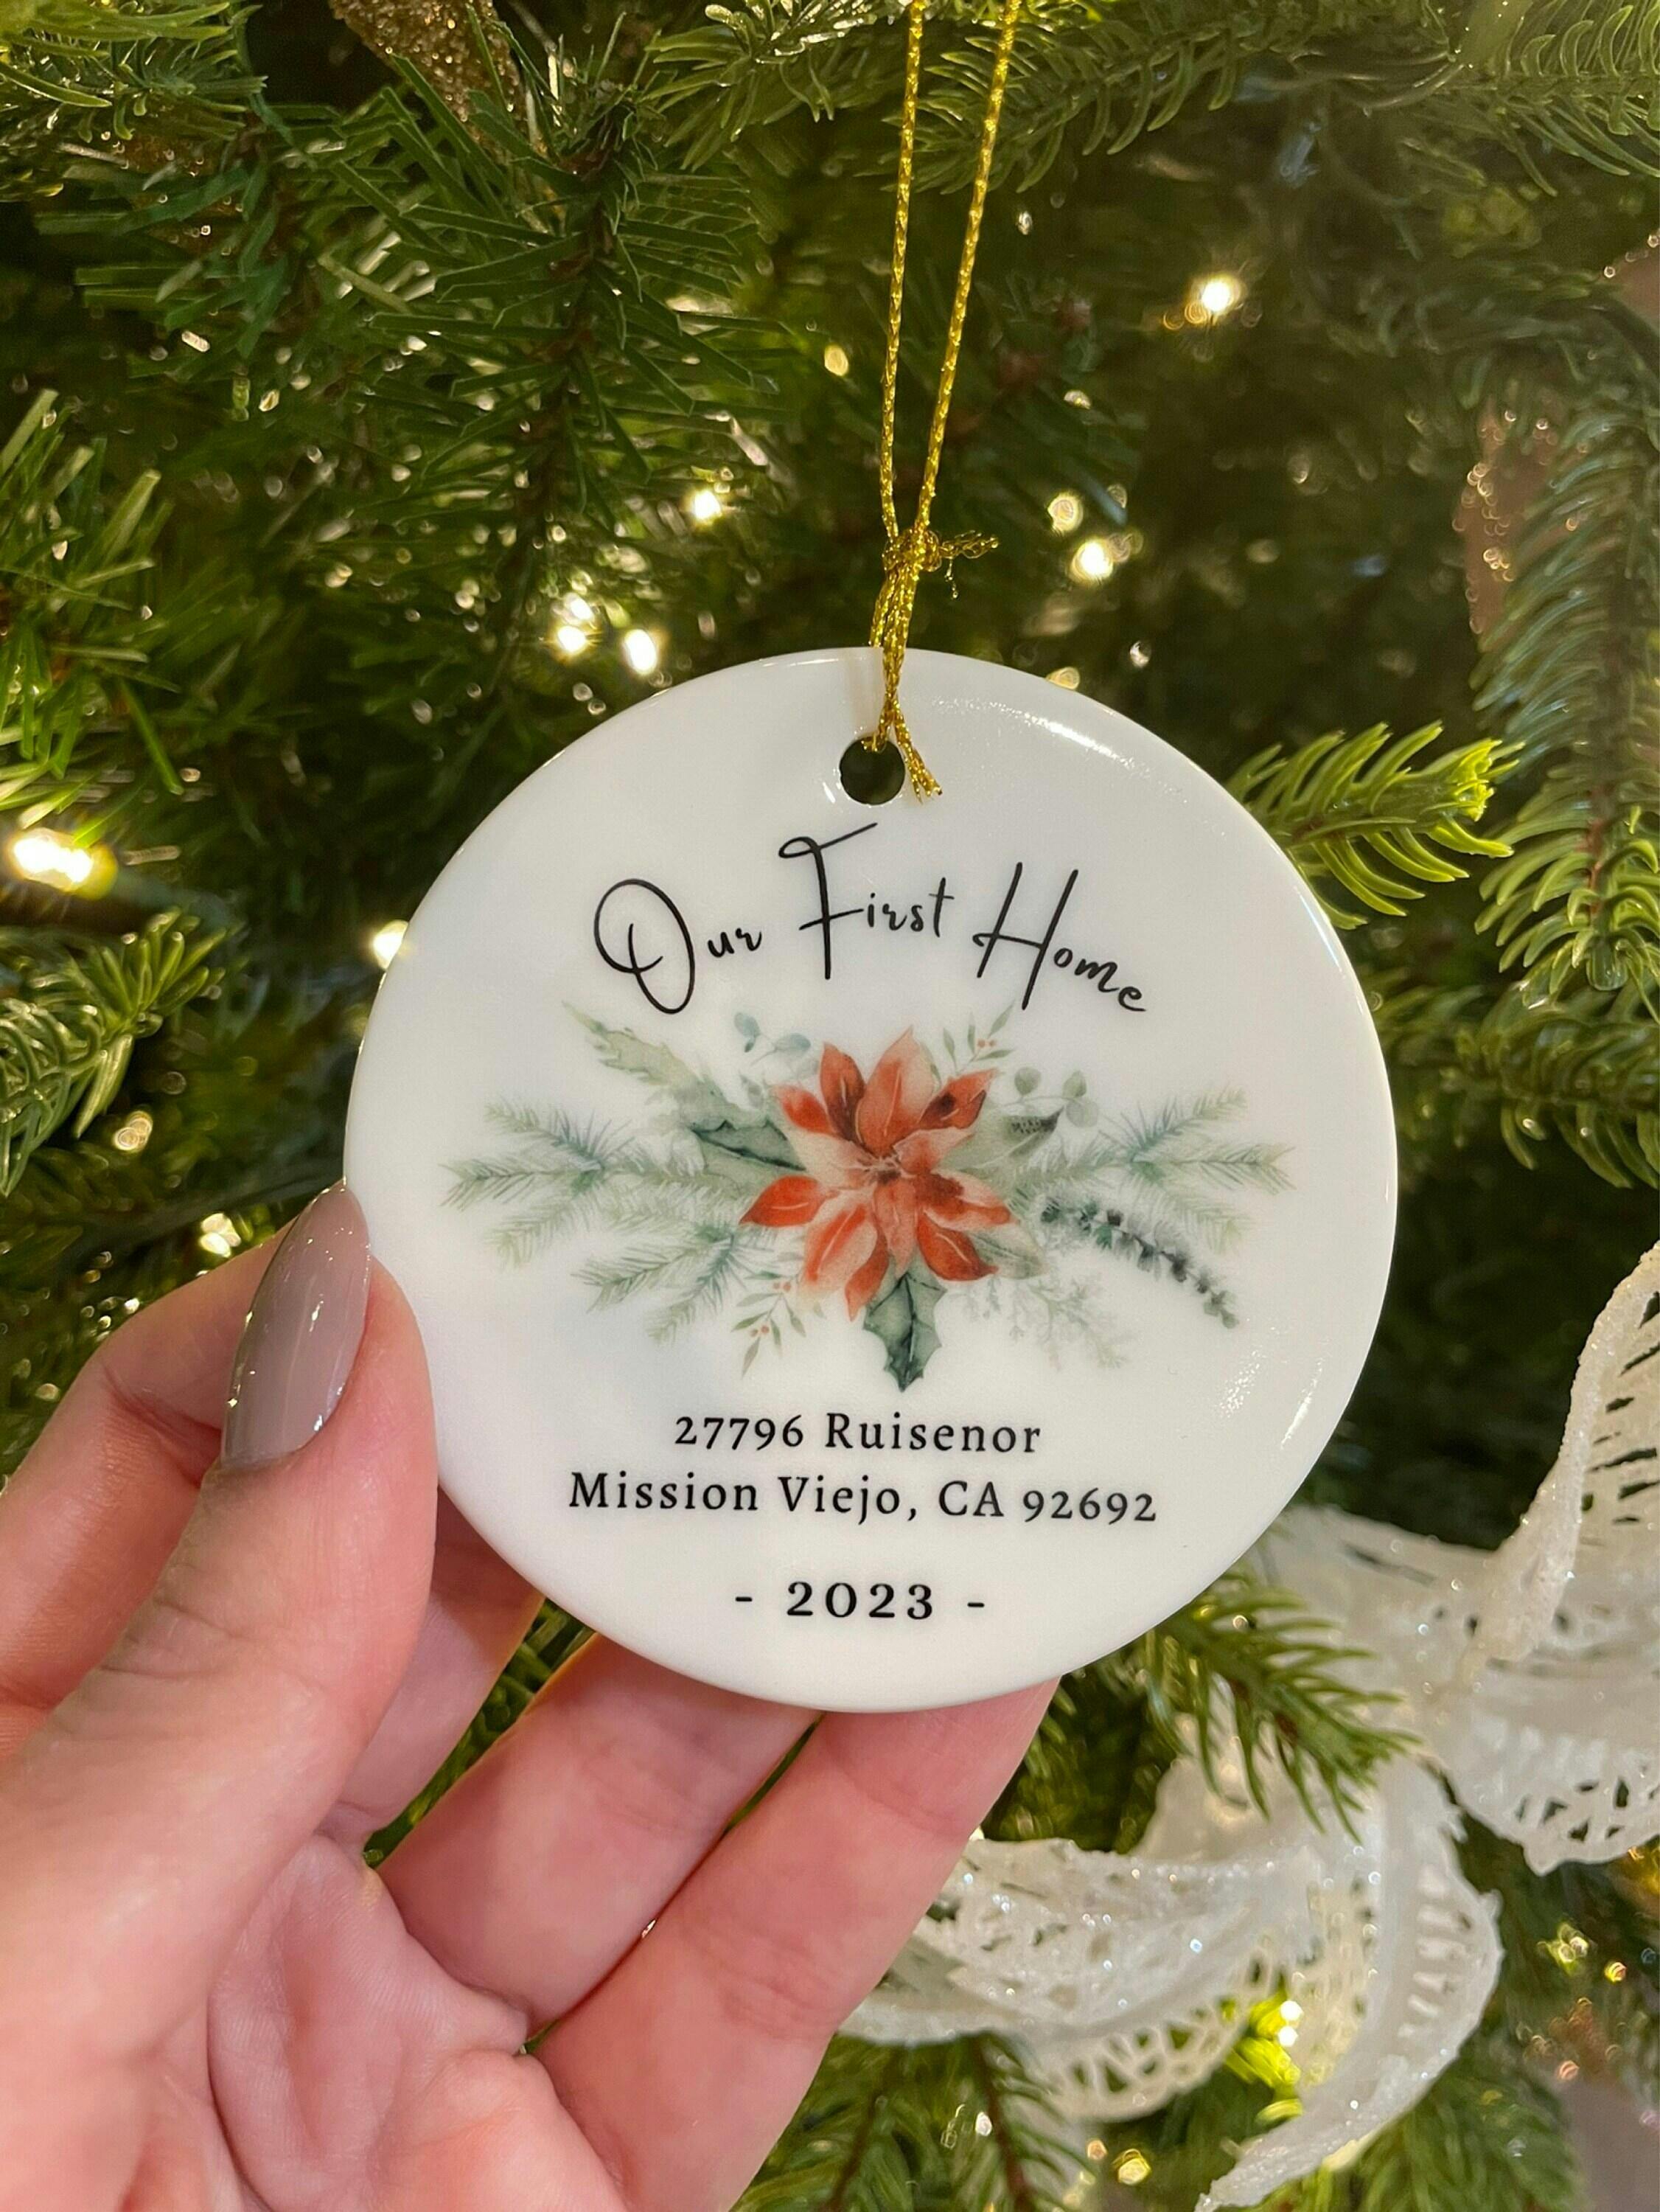 Our First Home
27796 Ruisenor
Mission Viejo, CA 92692
- 2023 -